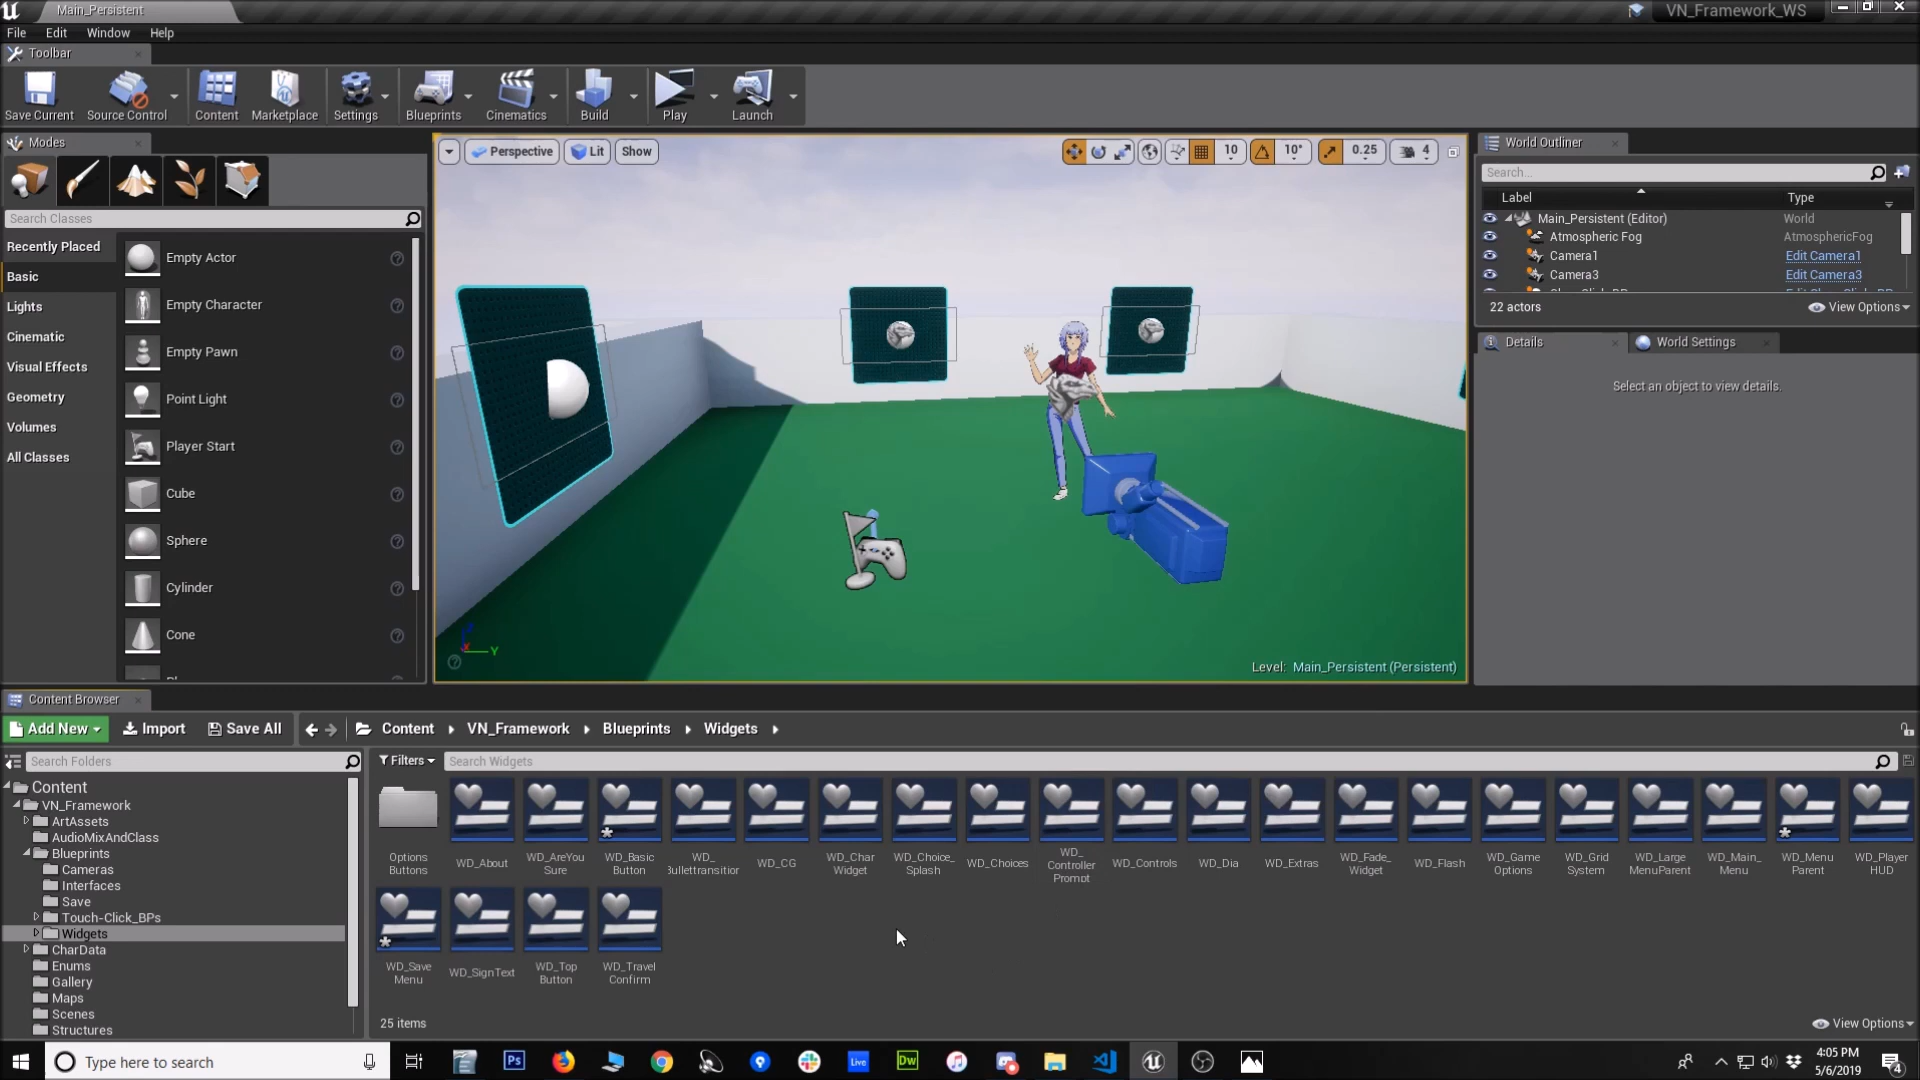 Main_Persistent
VN_Framework_WS
File Edit Window Help
Toolbar
Save Current Source Control Content Marketplace Settings Blueprints Cinematics Build Play Launch
Modes
Search Classes
Recently Placed
Basic
Lights
Cinematic
Visual Effects
Geometry
Volumes
All Classes
Empty Actor
Empty Character
Empty Pawn
Point Light
Player Start
Cube
Sphere
Cylinder
Cone
Perspective Lit Show
10 10° 0.25 4
Y
Level: Main_Persistent (Persistent)
World Outliner
Search...
Label Type
Main_Persistent (Editor) World
Atmospheric Fog AtmosphericFog
Camera1 Edit Camera1
Camera3 Edit Camera3
22 actors View Options
Details World Settings
Select an object to view details.
Content Browser
Add New Import Save All Content VN_Framework Blueprints Widgets
Search Folders
Filters Search Widgets
Content
VN_Framework
ArtAssets
AudioMixAndClass
Blueprints
Cameras
Interfaces
Save
Touch-Click_BPs
Widgets
CharData
Enums
Gallery
Maps
Scenes
Structures
Options Buttons
WD_About
WD_AreYou Sure
WD_Basic Button
WD_ Bullettransition
WD_CG
WD_Char Widget
WD_Choice_ Splash
WD_Choices
WD_ Controller Prompt
WD_Controls
WD_Dia
WD_Extras
WD_Fade_ Widget
WD_Flash
WD_Game Options
WD_Grid System
WD_Large MenuParent
WD_Main_ Menu
WD_Menu Parent
WD_Player HUD
WD_Save Menu
WD_SignText
WD_Top Button
WD_Travel Confirm
25 items View Options
Type here to search
Ps
Live
Dw
4:05 PM
5/6/2019
4